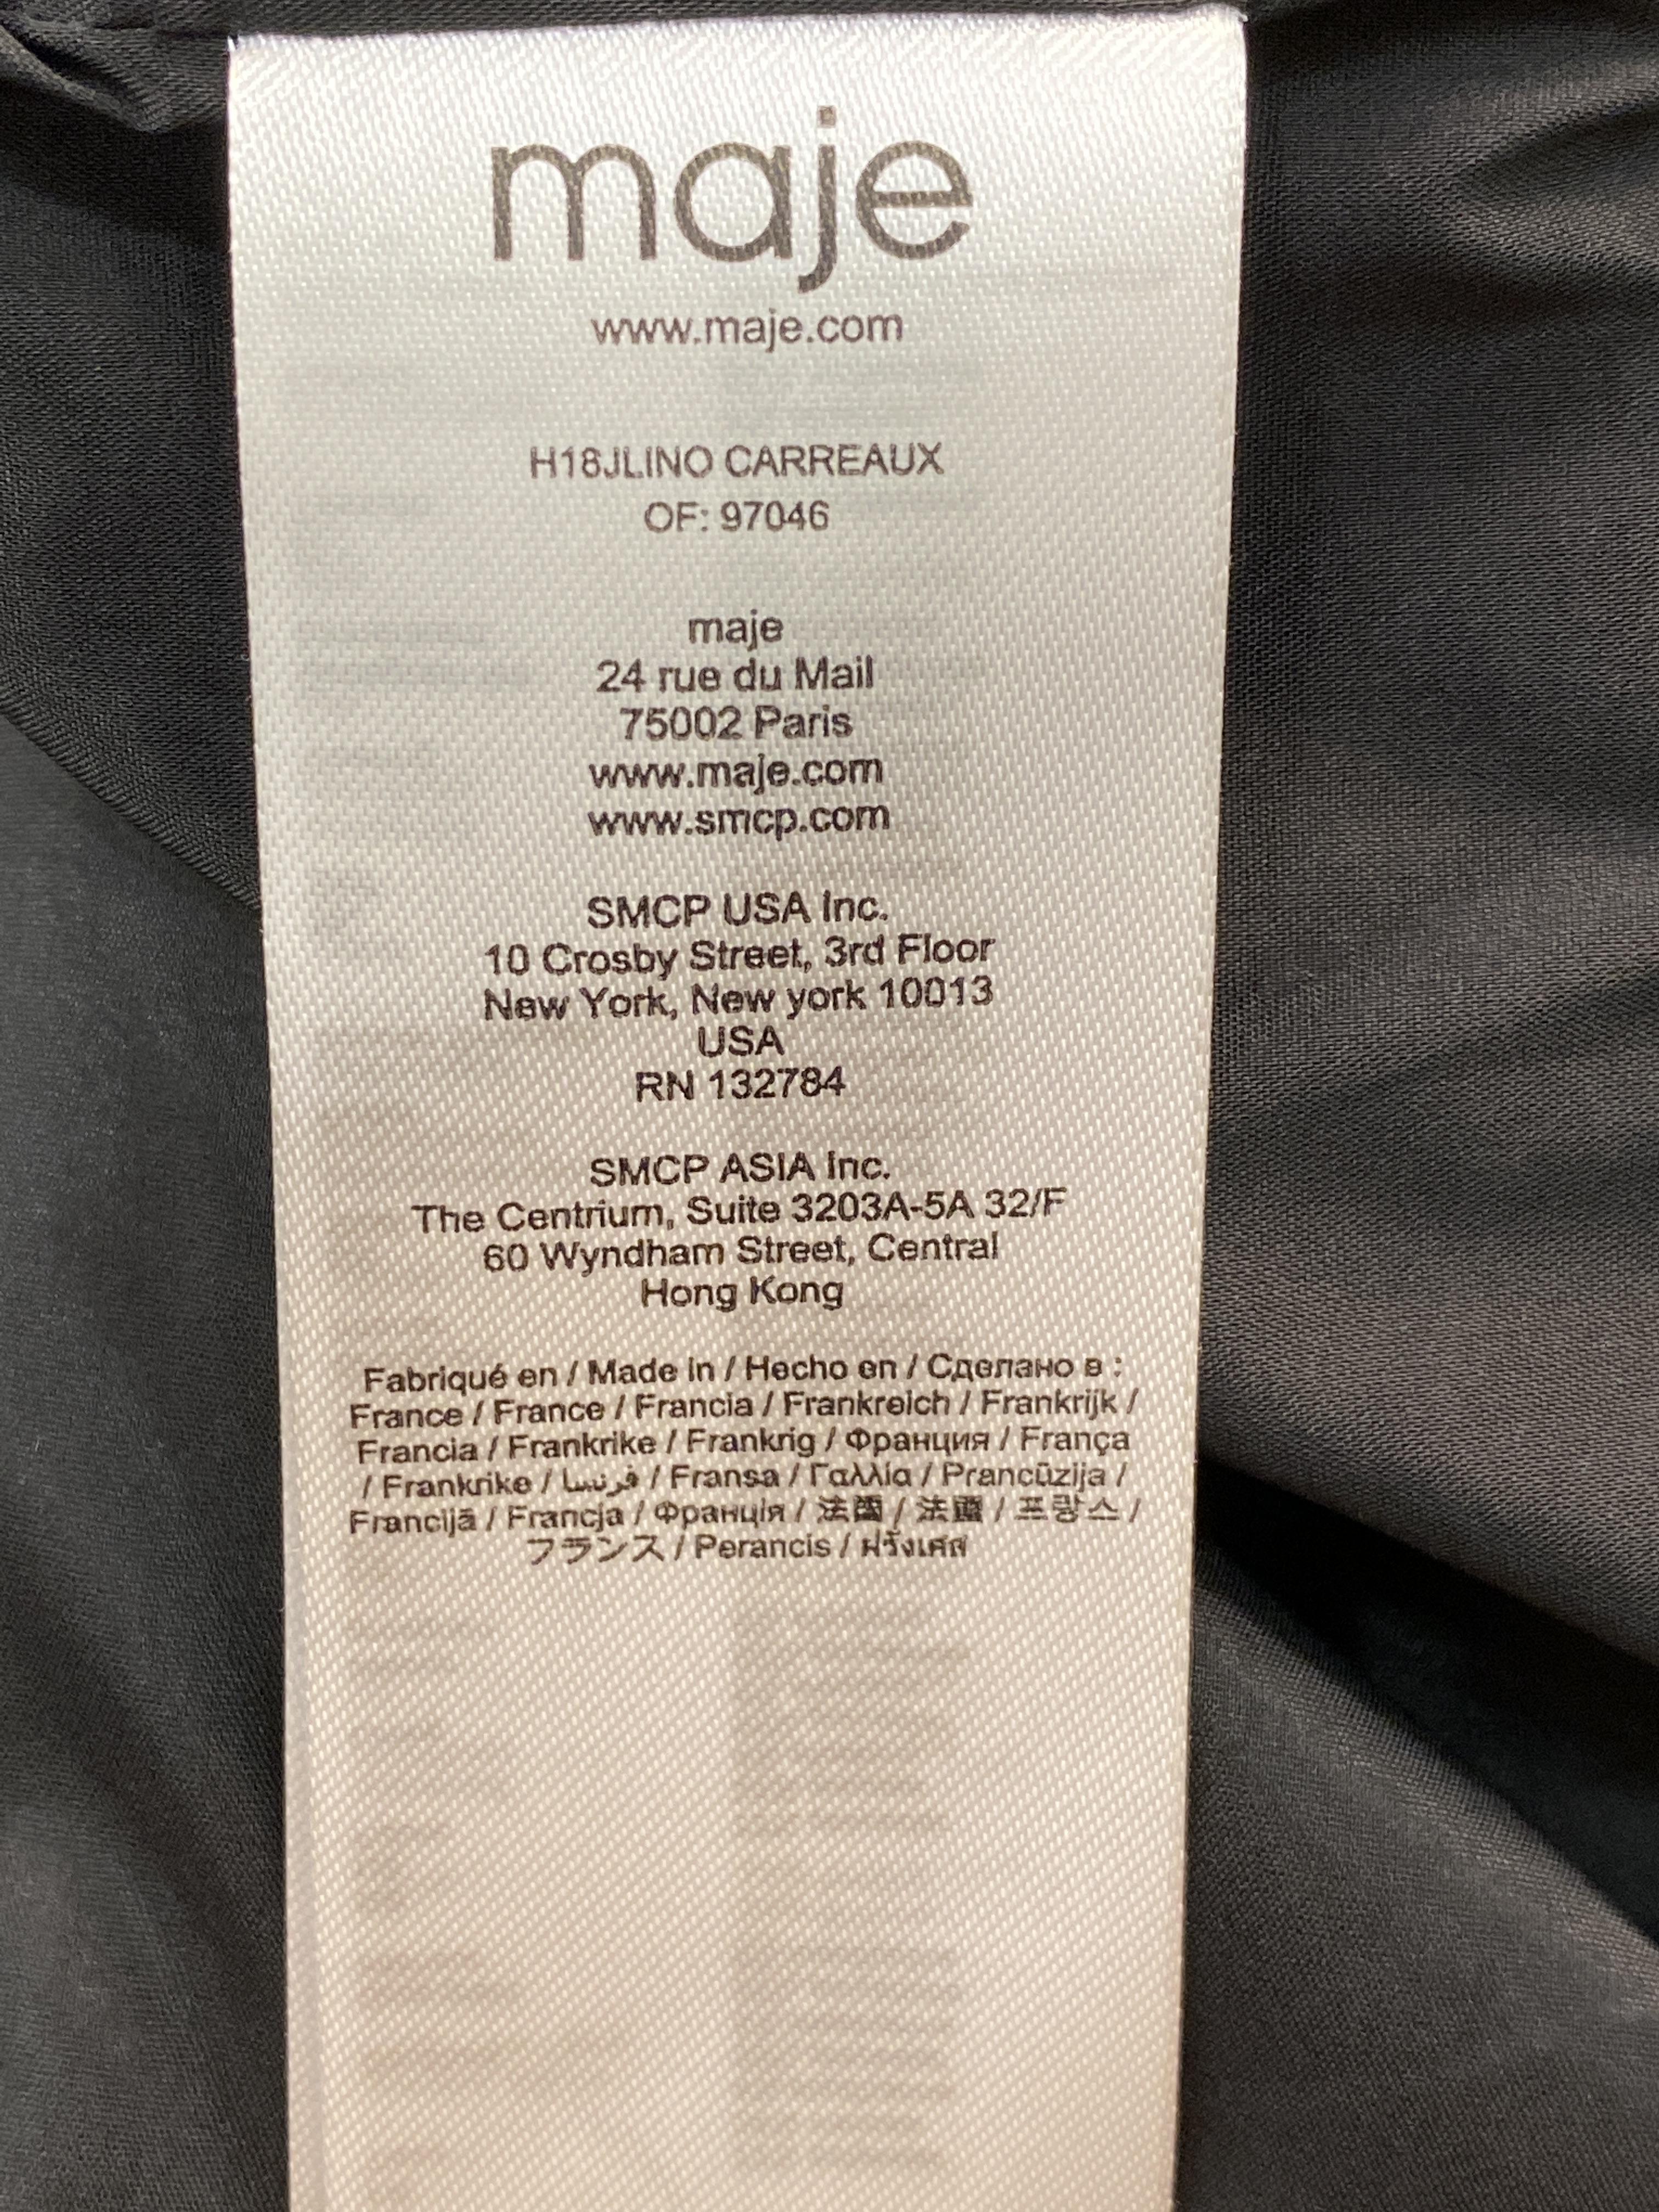 maje
www.maje.com
H18JLINO CARREAUX
OF: 97046
maje
24 rue du Mail
75002 Paris
www.maje.com
www.smcp.com
SMCP USA Inc.
10 Crosby Street, 3rd Floor
New York, New york 10013
USA
RN 132784
SMCP ASIA Inc.
The Centrium, Suite 3203A-5A 32/F
60 Wyndham Street, Central
Hong Kong
Fabriqué en / Made in / Hecho en / Сделано в :
France / France / Francia / Frankreich / Frankrijk /
Francia / Frankrike / Frankrig / Франция / França
/ Frankrike / فرنسا / Fransa / Γαλλία / Prancūzija /
Francijā / Francja / Франція / 法国 / 法國 / 프랑스 /
フランス / Perancis / ฝรั่งเศส